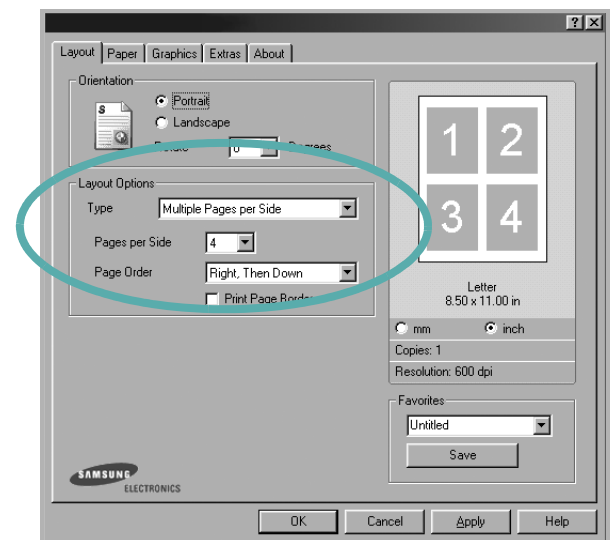 Layout Paper Graphics Extras About
Orientation
S
Portrait
Landscape
Rotate 0 Degrees
Layout Options
Type Multiple Pages per Side
Pages per Side 4
Page Order Right, Then Down
Print Page Border
1 2
3 4
Letter
8.50 x 11.00 in
mm inch
Copies: 1
Resolution: 600 dpi
Favorites
Untitled
Save
SAMSUNG
ELECTRONICS
OK Cancel Apply Help